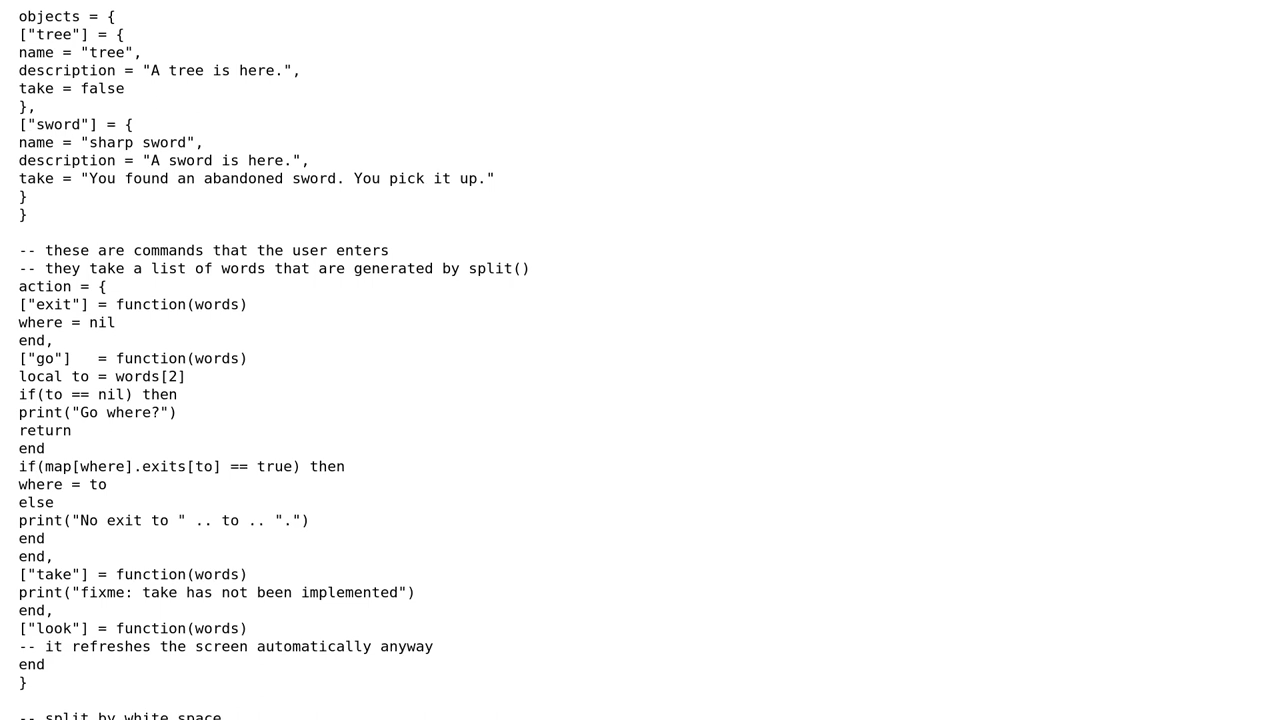 objects = {
["tree"] = {
name = "tree",
description = "A tree is here.",
take = false
},
["sword"] = {
name = "sharp sword",
description = "A sword is here.",
take = "You found an abandoned sword. You pick it up."
}
}

-- these are commands that the user enters
-- they take a list of words that are generated by split()
action = {
["exit"] = function(words)
where = nil
end,
["go"]   = function(words)
local to = words[2]
if(to == nil) then
print("Go where?")
return
end
if(map[where].exits[to] == true) then
where = to
else
print("No exit to " .. to .. ".")
end
end,
["take"] = function(words)
print("fixme: take has not been implemented")
end,
["look"] = function(words)
-- it refreshes the screen automatically anyway
end
}

-- split by white space